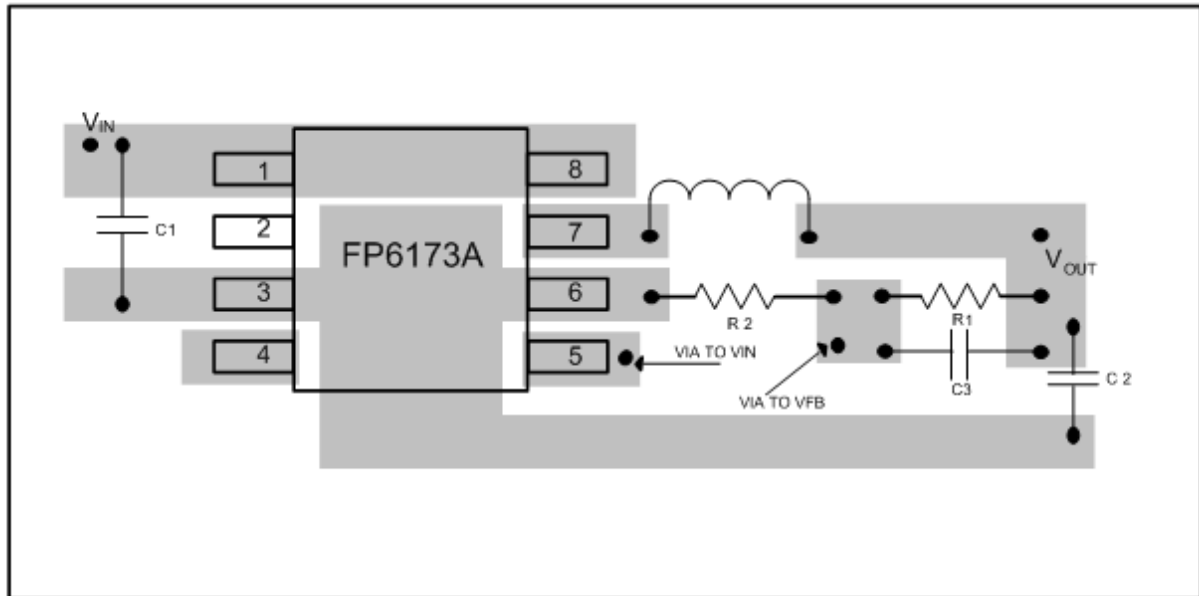 VIN
1
8
C1
2
7
FP6173A
VOUT
3
6
R 2
R1
4
5
VIA TO VIN
VIA TO VFB
C3
C 2